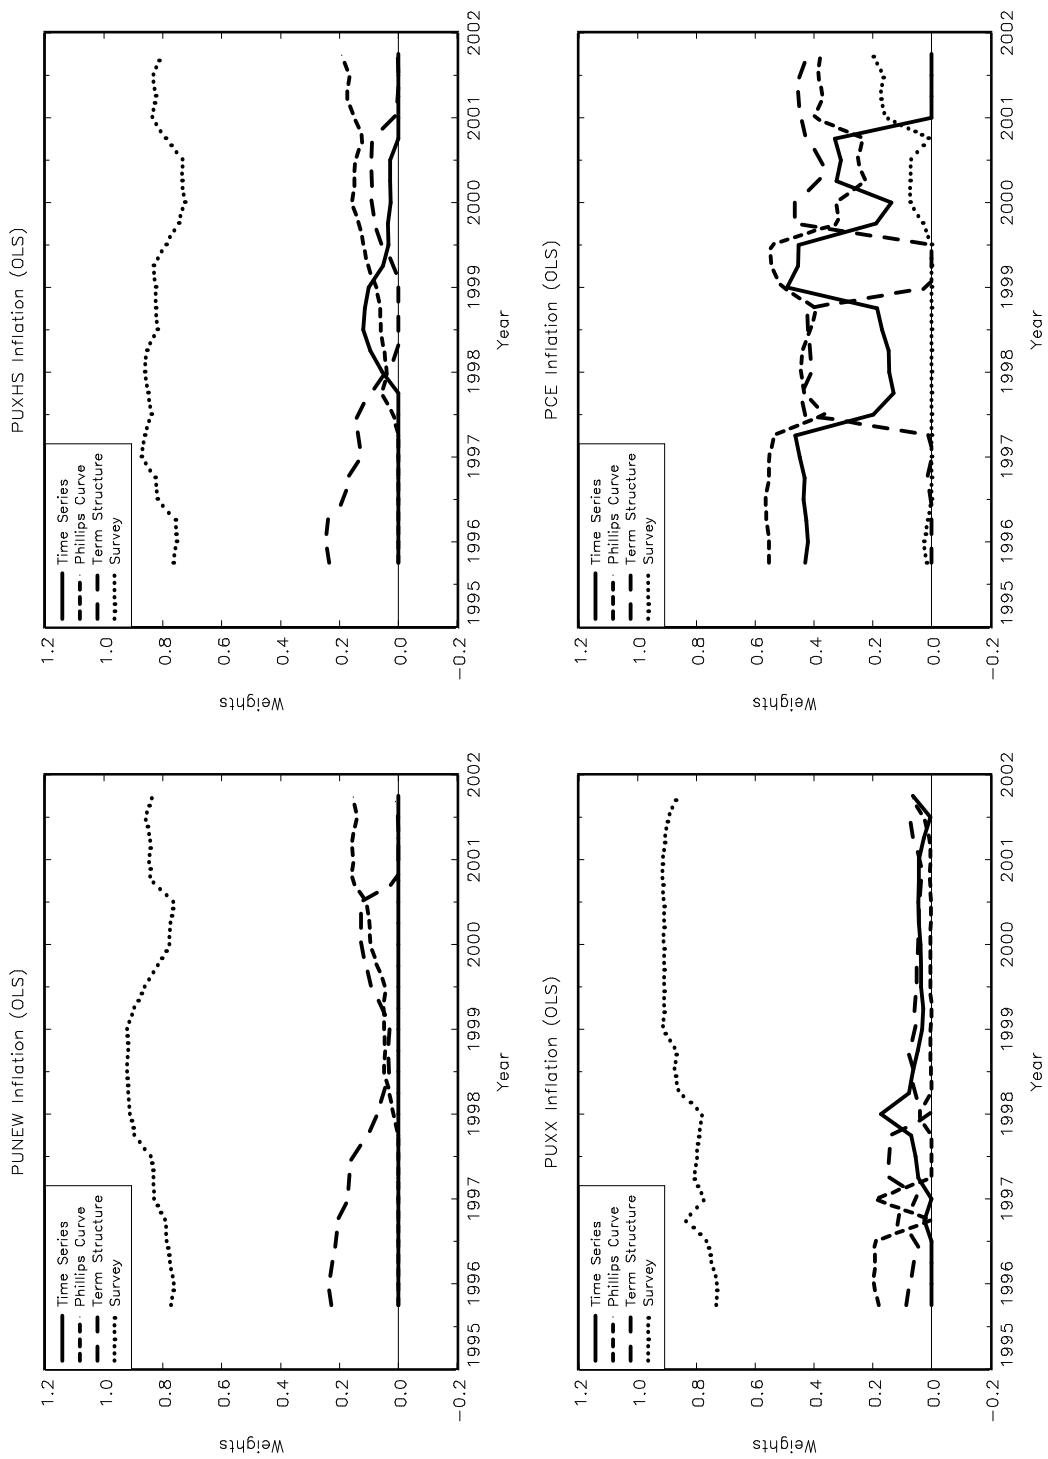 PUNEW Inflation (OLS)
Time Series
Phillips Curve
Term Structure
Survey
Weights
1.2
1.0
0.8
0.6
0.4
0.2
0.0
−0.2
1995 1996 1997 1998 1999 2000 2001 2002
Year
PUXHS Inflation (OLS)
Time Series
Phillips Curve
Term Structure
Survey
Weights
1.2
1.0
0.8
0.6
0.4
0.2
0.0
−0.2
1995 1996 1997 1998 1999 2000 2001 2002
Year
PUXX Inflation (OLS)
Time Series
Phillips Curve
Term Structure
Survey
Weights
1.2
1.0
0.8
0.6
0.4
0.2
0.0
−0.2
1995 1996 1997 1998 1999 2000 2001 2002
Year
PCE Inflation (OLS)
Time Series
Phillips Curve
Term Structure
Survey
Weights
1.2
1.0
0.8
0.6
0.4
0.2
0.0
−0.2
1995 1996 1997 1998 1999 2000 2001 2002
Year